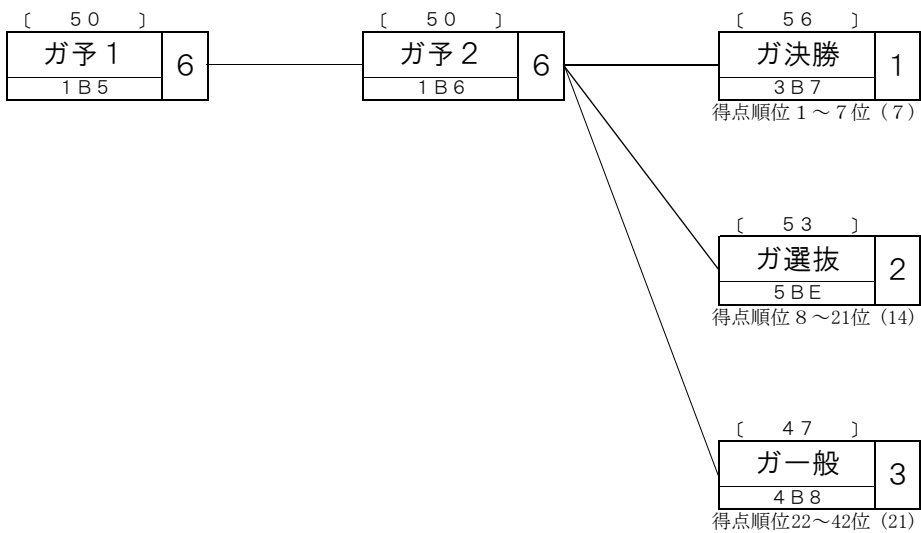 〔　５０　〕
ガ予１
6
１Ｂ５
〔　５０　〕
ガ予２
6
１Ｂ６
〔　５６　〕
ガ決勝
1
３Ｂ７
得点順位１～７位（７）
〔　５３　〕
ガ選抜
2
５ＢＥ
得点順位８～21位（14）
〔　４７　〕
ガ一般
3
４Ｂ８
得点順位22～42位（21）